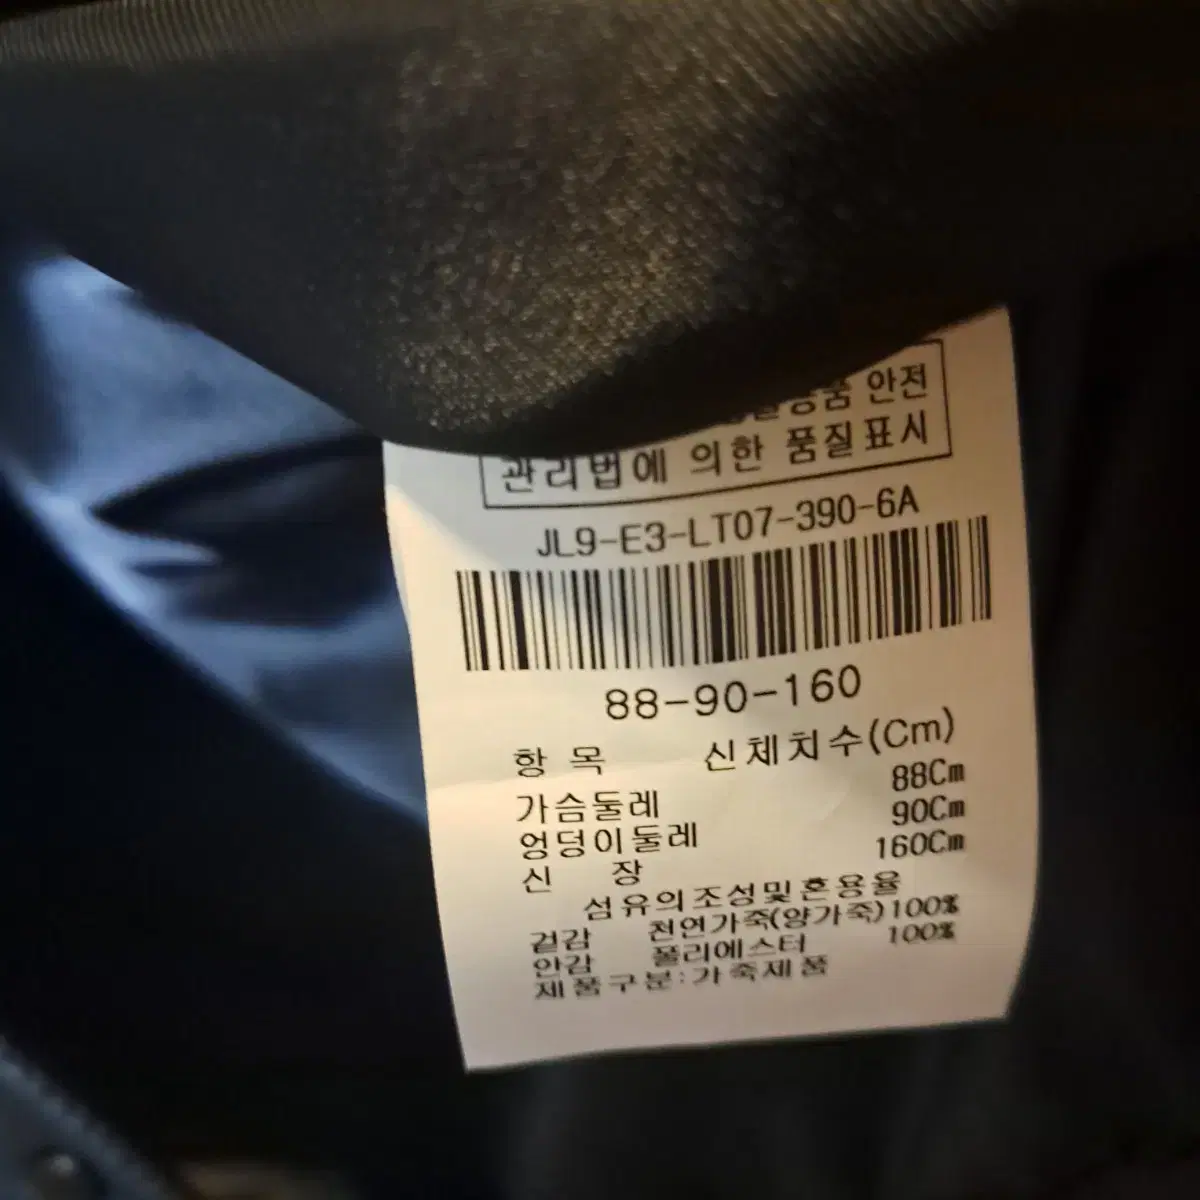 안전
관리법에 의한 품질표시
JL9-E3-LT07-390-6A
88-90-160
항 목 신체치수(Cm)
가슴둘레 88Cm
엉덩이둘레 90Cm
신 장 160Cm
섬유의조성및혼용율
겉감 천연가죽(양가죽)100%
안감 폴리에스터 100%
제품구분:가죽제품